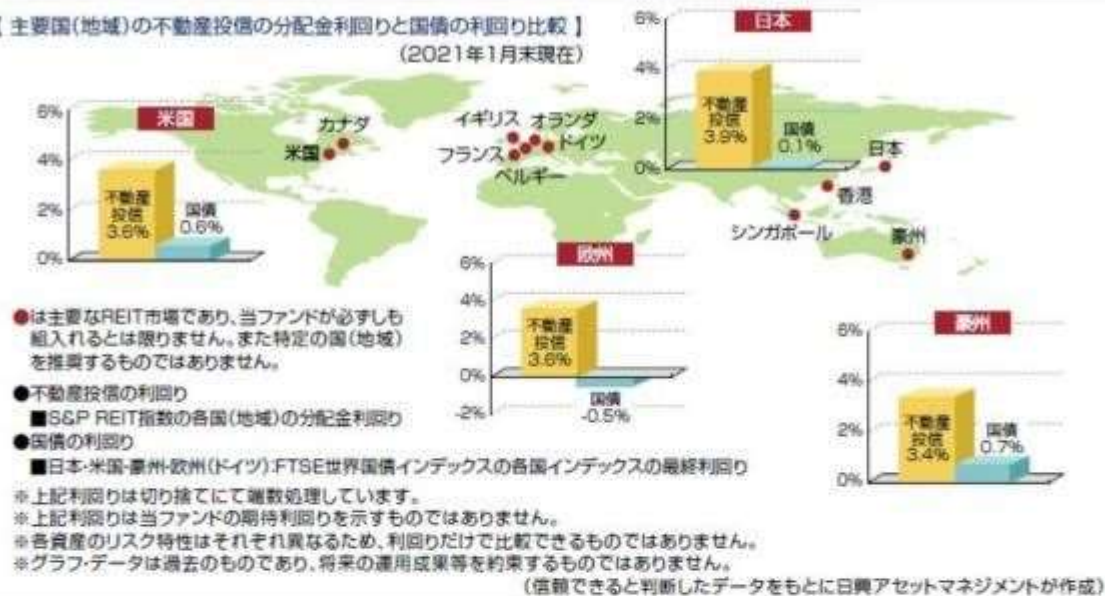 【 主要国(地域)の不動産投信の分配金利回りと国債の利回り比較 】
(2021年1月末現在)
米国
6%
4%
2%
0%
不動産
投信
3.6%
国債
0.6%
カナダ
米国
イギリス
オランダ
フランス
ドイツ
ベルギー
日本
6%
4%
2%
0%
不動産
投信
3.9%
国債
0.1%
日本
香港
シンガポール
豪州
欧州
6%
4%
2%
0%
-2%
不動産
投信
3.6%
国債
-0.5%
豪州
6%
4%
2%
0%
不動産
投信
3.4%
国債
0.7%
●は主要なREIT市場であり、当ファンドが必ずしも
組入れるとは限りません。また特定の国(地域)
を推奨するものではありません。
●不動産投信の利回り
■S&P REIT指数の各国(地域)の分配金利回り
●国債の利回り
■日本・米国・豪州・欧州(ドイツ):FTSE世界国債インデックスの各国インデックスの最終利回り
※上記利回りは切り捨てにて端数処理しています。
※上記利回りは当ファンドの期待利回りを示すものではありません。
※各資産のリスク特性はそれぞれ異なるため、利回りだけで比較できるものではありません。
※グラフ・データは過去のものであり、将来の運用成果等を約束するものではありません。
(信頼できると判断したデータをもとに日興アセットマネジメントが作成)